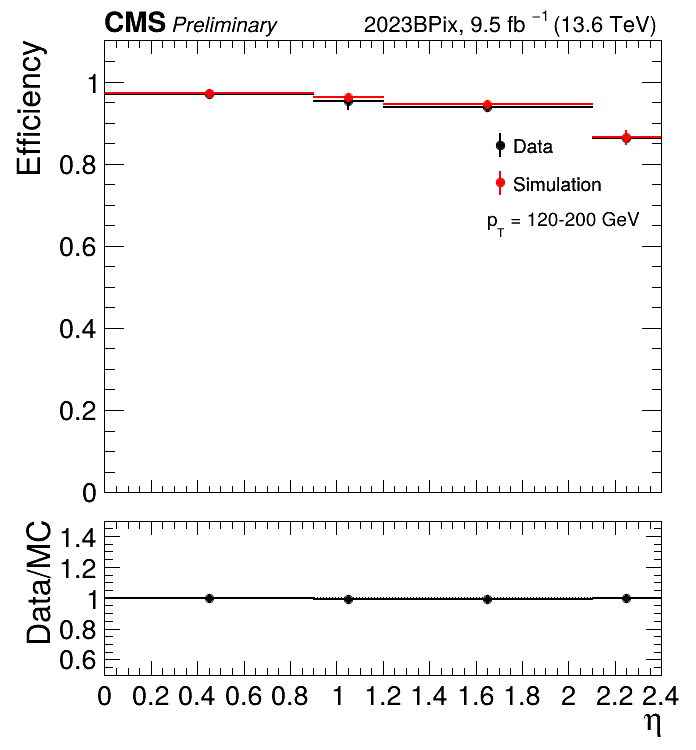 CMS Preliminary 2023BPix, 9.5 fb⁻¹ (13.6 TeV)
Efficiency
1
0.8
0.6
0.4
0.2
0
Data
Simulation
p_T = 120-200 GeV
Data/MC
1.4
1.2
1
0.8
0.6
0 0.2 0.4 0.6 0.8 1 1.2 1.4 1.6 1.8 2 2.2 2.4
η